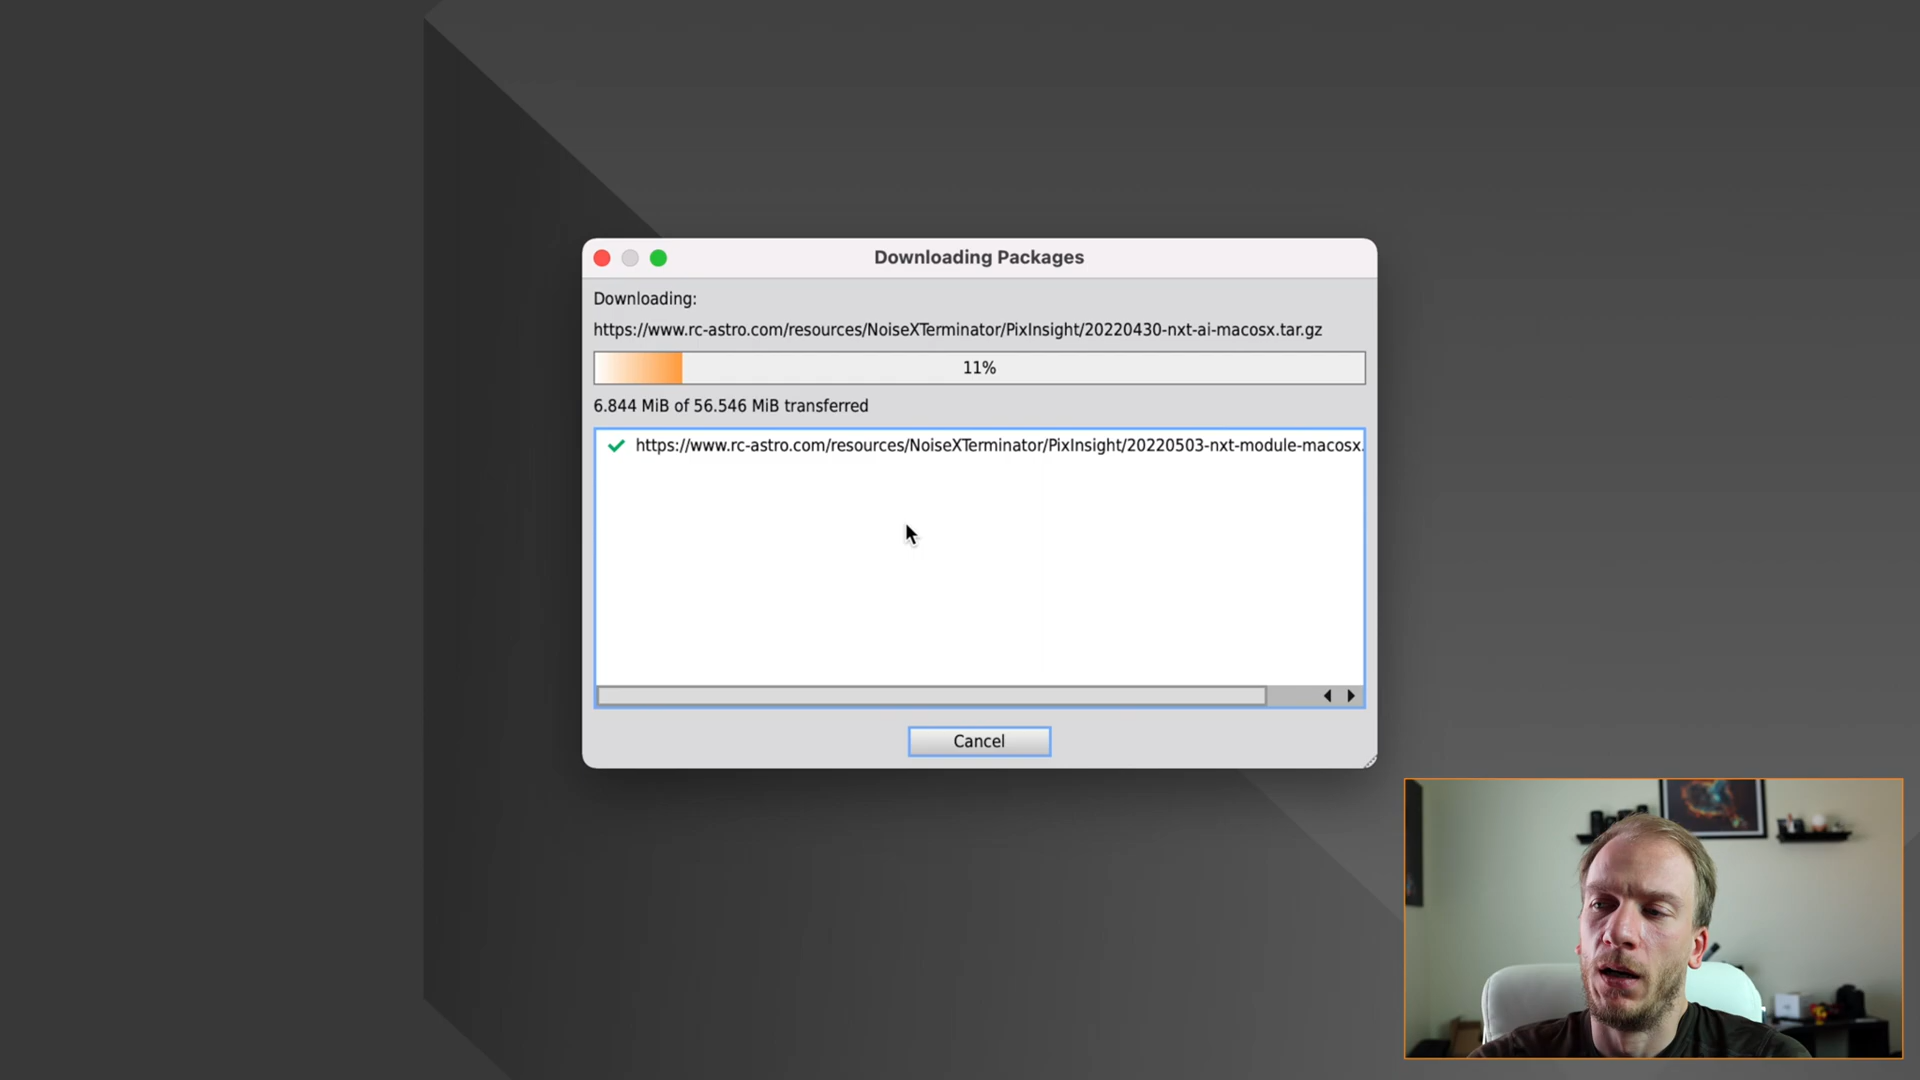 Downloading Packages
Downloading:
https://www.rc-astro.com/resources/NoiseXTerminator/PixInsight/20220430-nxt-ai-macosx.tar.gz
11%
6.844 MiB of 56.546 MiB transferred
https://www.rc-astro.com/resources/NoiseXTerminator/PixInsight/20220503-nxt-module-macosx.
Cancel